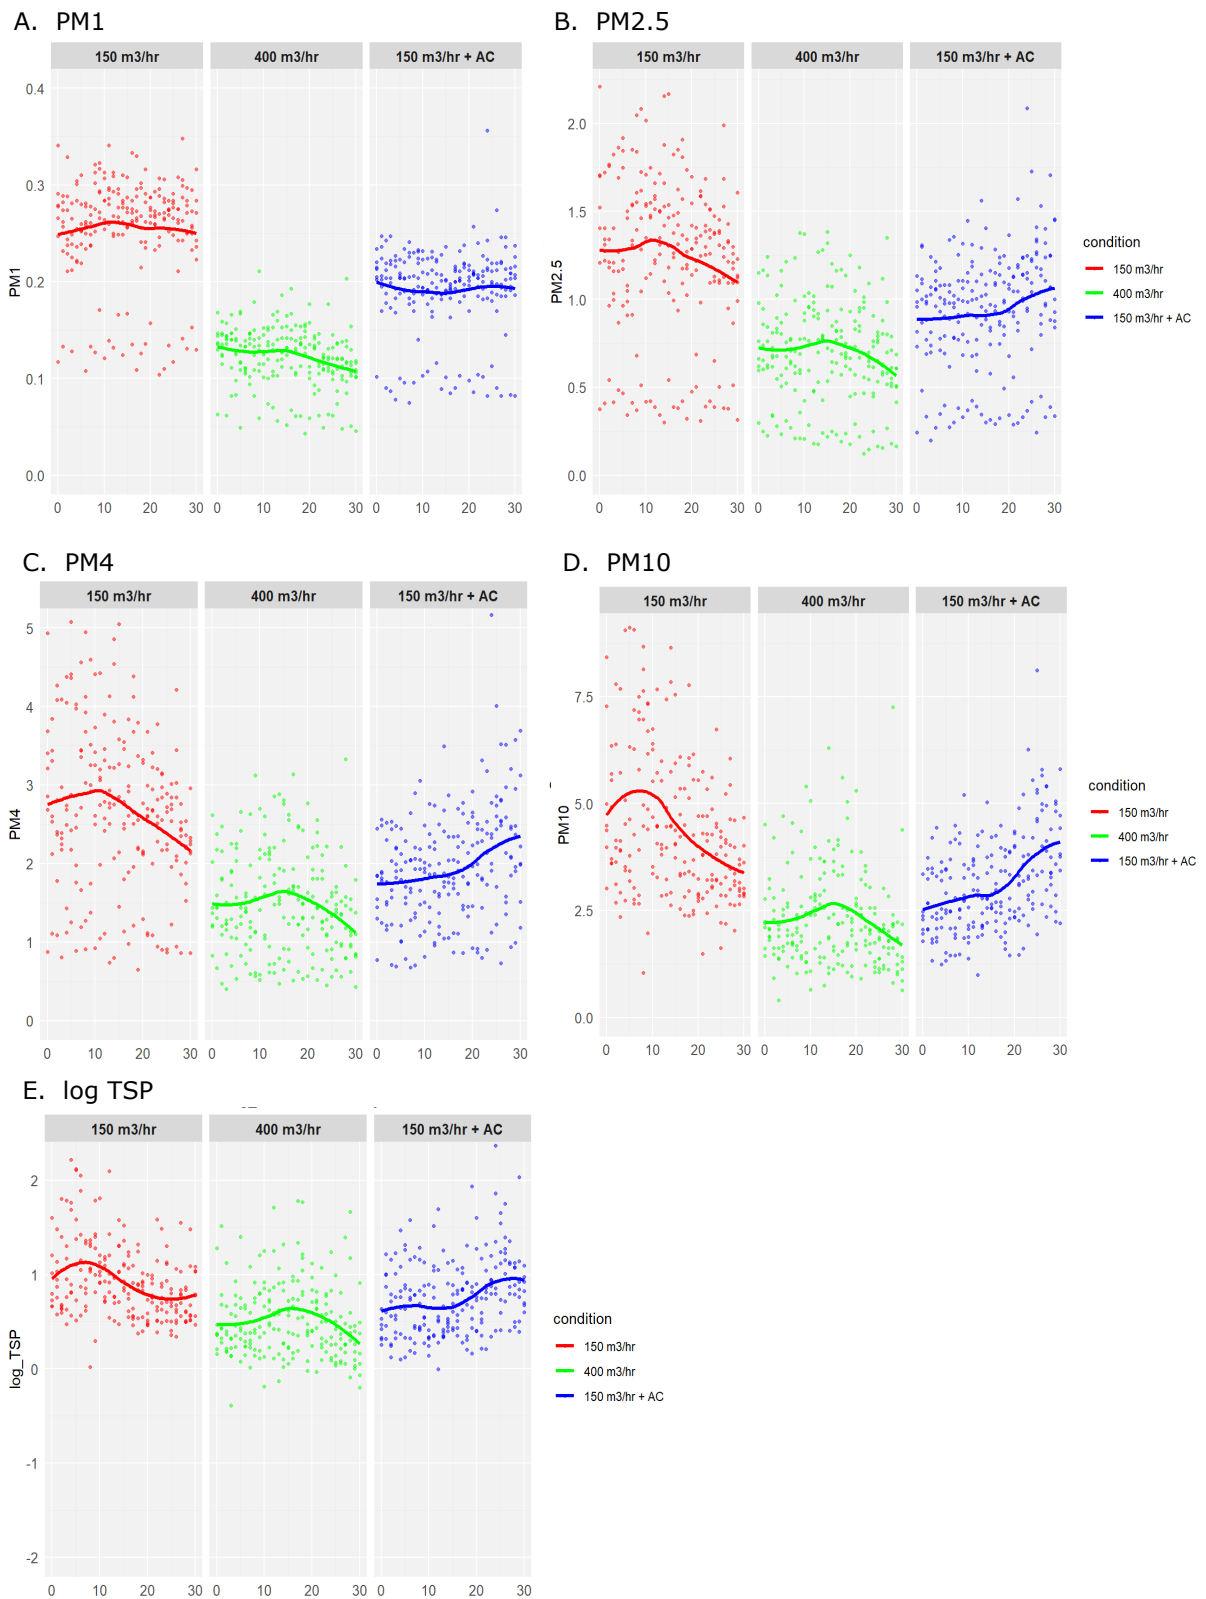 A. PM1
B. PM2.5
150 m3/hr 400 m3/hr 150 m3/hr + AC
150 m3/hr 400 m3/hr 150 m3/hr + AC
PM1
0.4
0.3
0.2
0.1
0.0
0 10 20 30 0 10 20 30 0 10 20 30
PM2.5
2.0
1.5
1.0
0.5
0.0
0 10 20 30 0 10 20 30 0 10 20 30
condition
150 m3/hr
400 m3/hr
150 m3/hr + AC
C. PM4
D. PM10
150 m3/hr 400 m3/hr 150 m3/hr + AC
150 m3/hr 400 m3/hr 150 m3/hr + AC
PM4
5
4
3
2
1
0
0 10 20 30 0 10 20 30 0 10 20 30
PM10
7.5
5.0
2.5
0.0
0 10 20 30 0 10 20 30 0 10 20 30
condition
150 m3/hr
400 m3/hr
150 m3/hr + AC
E. log TSP
150 m3/hr 400 m3/hr 150 m3/hr + AC
log_TSP
2
1
0
-1
-2
0 10 20 30 0 10 20 30 0 10 20 30
condition
150 m3/hr
400 m3/hr
150 m3/hr + AC